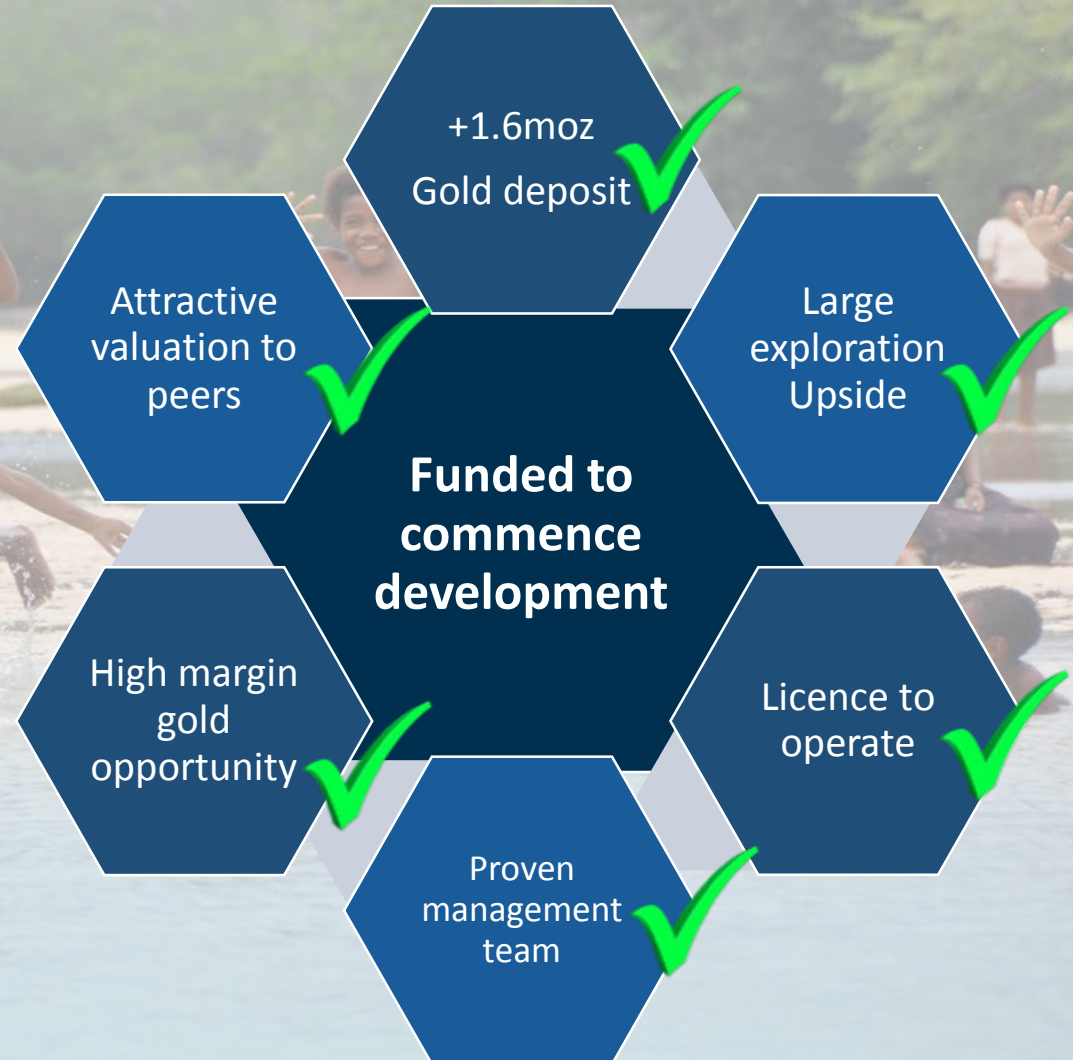 +1.6moz
Gold deposit
Attractive
valuation to
peers
Large
exploration
Upside
Funded to
commence
development
High margin
gold
opportunity
Licence to
operate
Proven
management
team